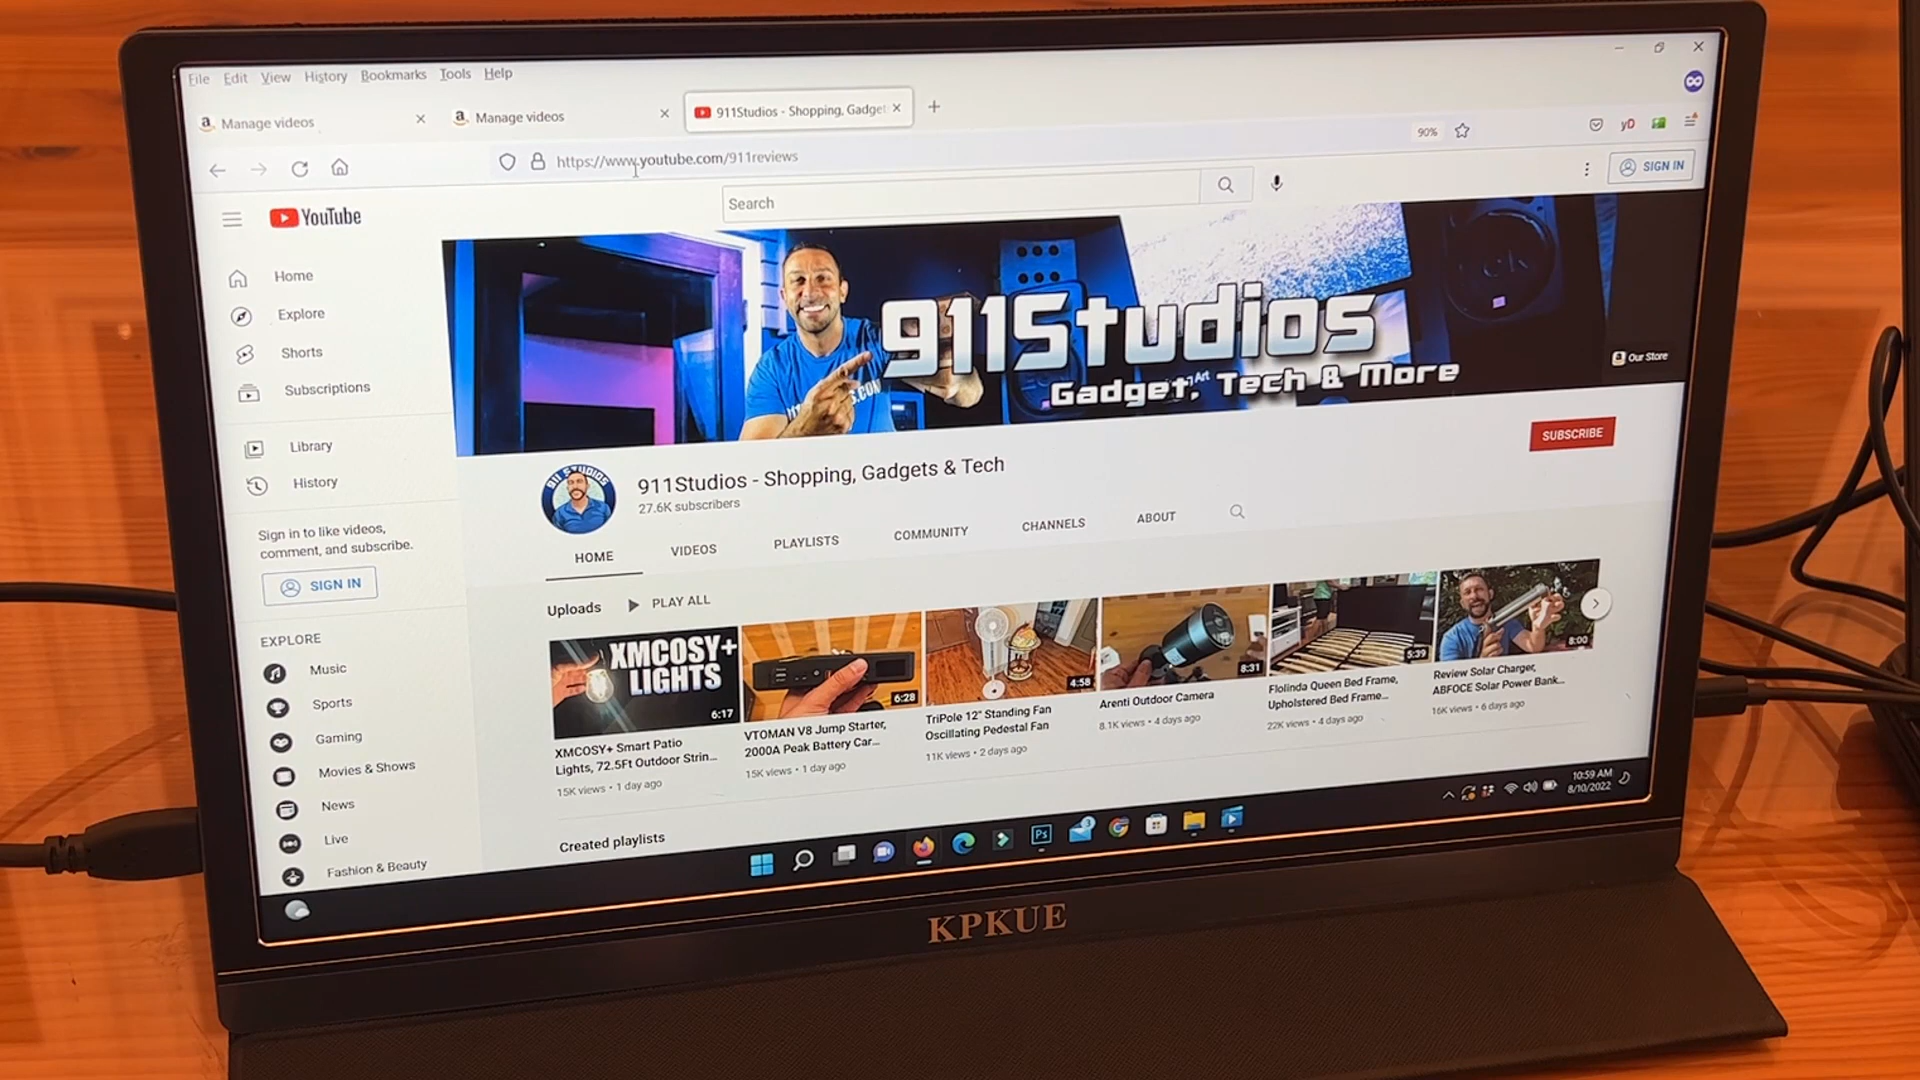 File Edit View History Bookmarks Tools Help
Manage videos
Manage videos
911Studios - Shopping, Gadget
https://www.youtube.com/911reviews
90%
YouTube
Search
SIGN IN
Home
Explore
Shorts
Subscriptions
Library
History
Sign in to like videos,
comment, and subscribe.
SIGN IN
EXPLORE
Music
Sports
Gaming
Movies & Shows
News
Live
Fashion & Beauty
911Studios
Gadget, Art Tech & More
Our Store
911Studios - Shopping, Gadgets & Tech
27.6K subscribers
SUBSCRIBE
HOME VIDEOS PLAYLISTS COMMUNITY CHANNELS ABOUT
Uploads PLAY ALL
XMCOSY+
LIGHTS
6:17
XMCOSY+ Smart Patio
Lights, 72.5Ft Outdoor Strin...
15K views • 1 day ago
6:28
VTOMAN V8 Jump Starter,
2000A Peak Battery Car...
15K views • 1 day ago
4:58
TriPole 12" Standing Fan
Oscillating Pedestal Fan
11K views • 2 days ago
8:31
Arenti Outdoor Camera
8.1K views • 4 days ago
5:39
Flolinda Queen Bed Frame,
Upholstered Bed Frame...
22K views • 4 days ago
8:00
Review Solar Charger,
ABFOCE Solar Power Bank...
16K views • 6 days ago
Created playlists
Ps
10:59 AM
8/10/2022
KPKUE